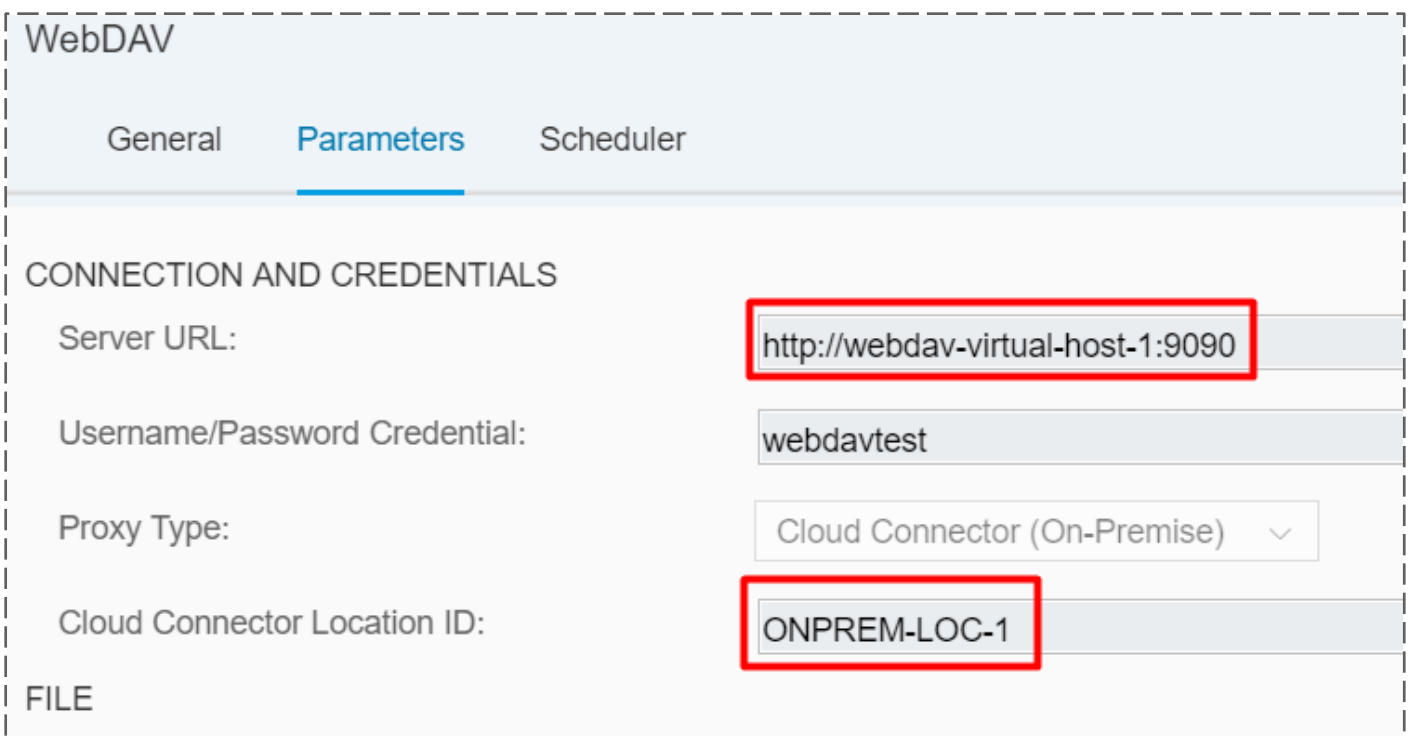 WebDAV
General Parameters Scheduler
CONNECTION AND CREDENTIALS
Server URL: http://webdav-virtual-host-1:9090
Username/Password Credential: webdavtest
Proxy Type: Cloud Connector (On-Premise)
Cloud Connector Location ID: ONPREM-LOC-1
FILE